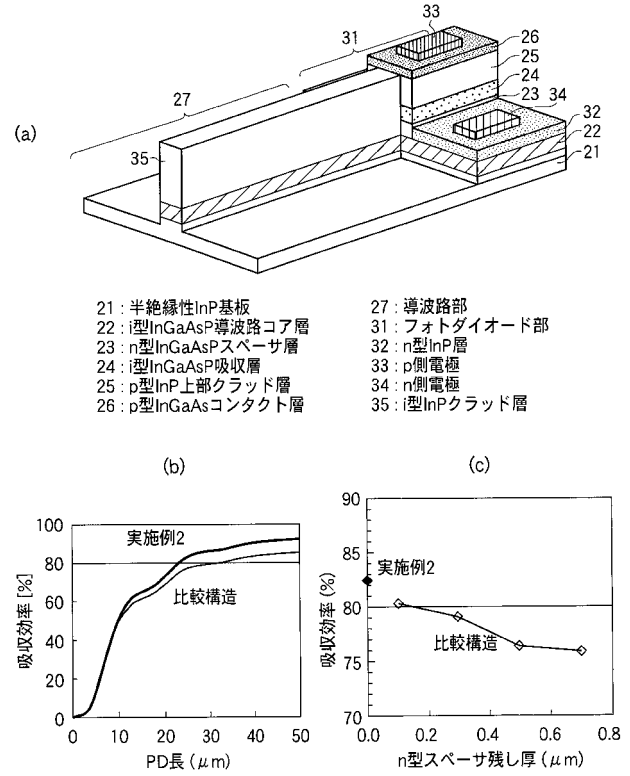 (a)
33
26
25
24
23
34
32
22
21
31
27
35
21 : 半絶縁性InP基板
22 : i型InGaAsP導波路コア層
23 : n型InGaAsPスペーサ層
24 : i型InGaAsP吸収層
25 : p型InP上部クラッド層
26 : p型InGaAsコンタクト層
27 : 導波路部
31 : フォトダイオード部
32 : n型InP層
33 : p側電極
34 : n側電極
35 : i型InPクラッド層
(b)
吸収効率[%]
100
80
60
40
20
0
実施例2
比較構造
0 10 20 30 40 50
PD長(μm)
(c)
吸収効率(%)
90
85
80
75
70
実施例2
比較構造
0.0 0.2 0.4 0.6 0.8
n型スペーサ残し厚(μm)